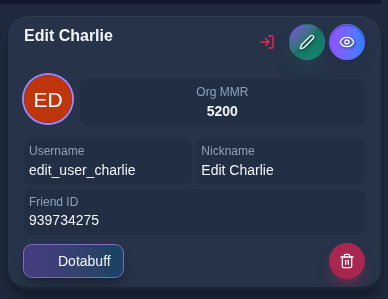 Edit Charlie
ED
Org MMR
5200
Username
edit_user_charlie
Nickname
Edit Charlie
Friend ID
939734275
Dotabuff